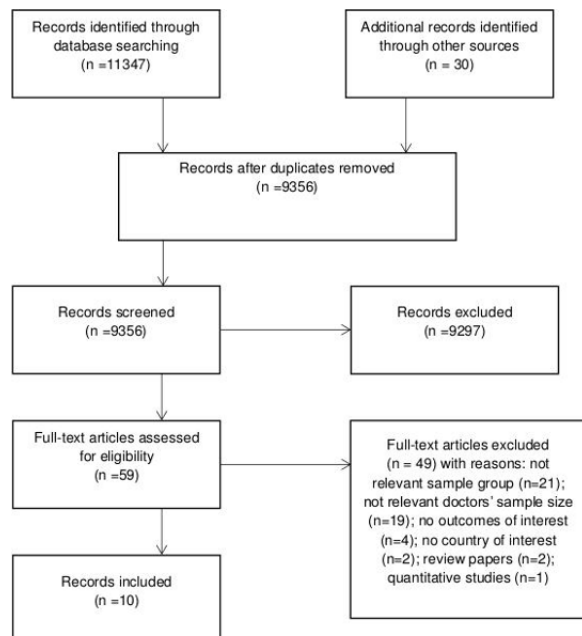 Records identified through
database searching
(n =11347)
Additional records identified
through other sources
(n = 30)
Records after duplicates removed
(n =9356)
Records screened
(n =9356)
Records excluded
(n =9297)
Full-text articles assessed
for eligibility
(n =59)
Full-text articles excluded
(n = 49) with reasons: not
relevant sample group (n=21);
not relevant doctors' sample size
(n=19); no outcomes of interest
(n=4); no country of interest
(n=2); review papers (n=2);
quantitative studies (n=1)
Records included
(n =10)